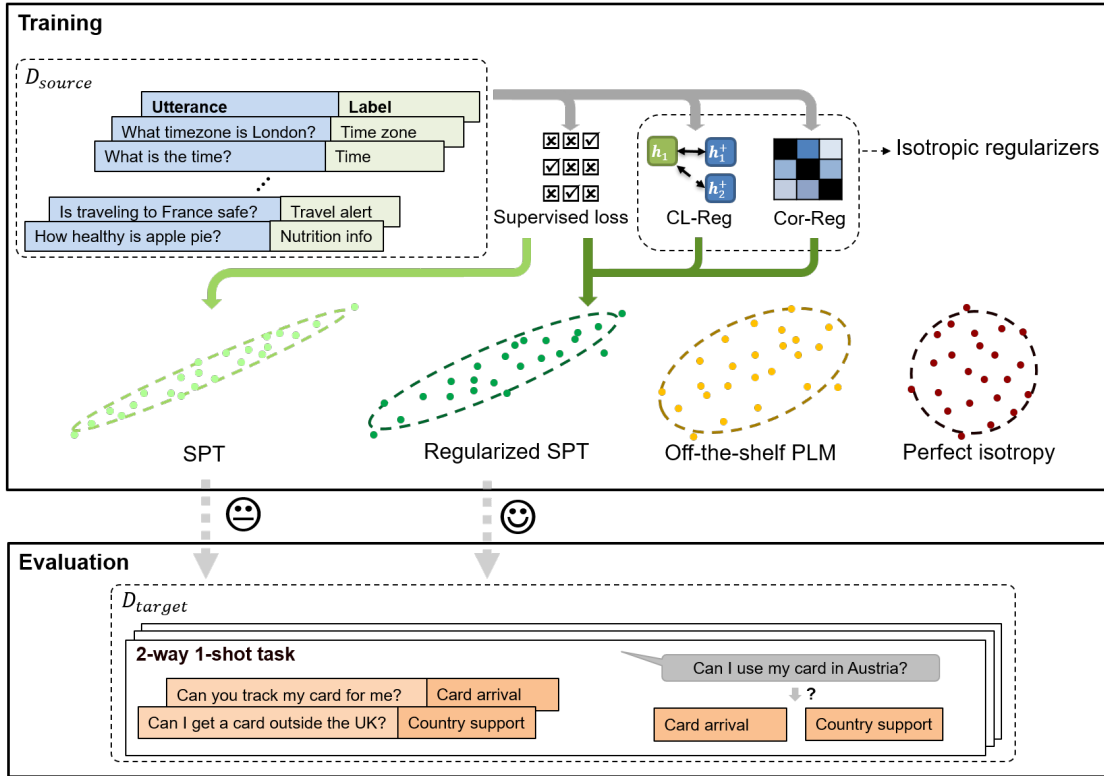 Training
D_source
Utterance Label
What timezone is London? Time zone
What is the time? Time
...
Is traveling to France safe? Travel alert
How healthy is apple pie? Nutrition info
Supervised loss
h_1 h_1^+
h_2^+
CL-Reg
Cor-Reg
Isotropic regularizers
SPT
Regularized SPT
Off-the-shelf PLM
Perfect isotropy
Evaluation
D_target
2-way 1-shot task
Can you track my card for me? Card arrival
Can I get a card outside the UK? Country support
Can I use my card in Austria?
?
Card arrival Country support